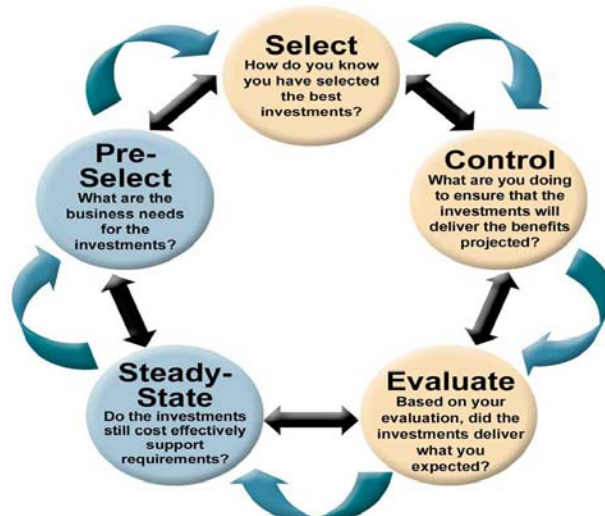 Select
How do you know
you have selected
the best
investments?
Pre-
Select
What are the
business needs
for the
investments?
Control
What are you doing
to ensure that the
investments will
deliver the benefits
projected?
Steady-
State
Do the investments
still cost effectively
support
requirements?
Evaluate
Based on your
evaluation, did the
investments deliver
what you
expected?